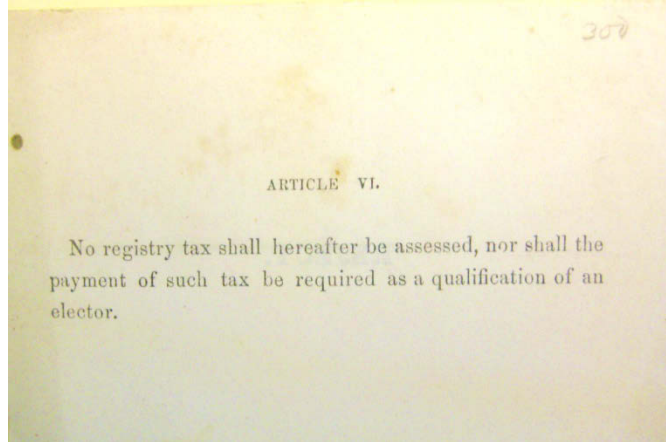 300
ARTICLE VI.
No registry tax shall hereafter be assessed, nor shall the
payment of such tax be required as a qualification of an
elector.